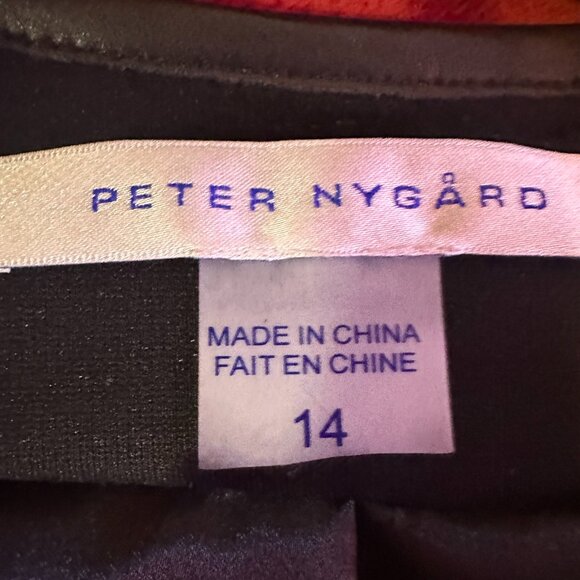 PETER NYGÅRD
MADE IN CHINA
FAIT EN CHINE
14